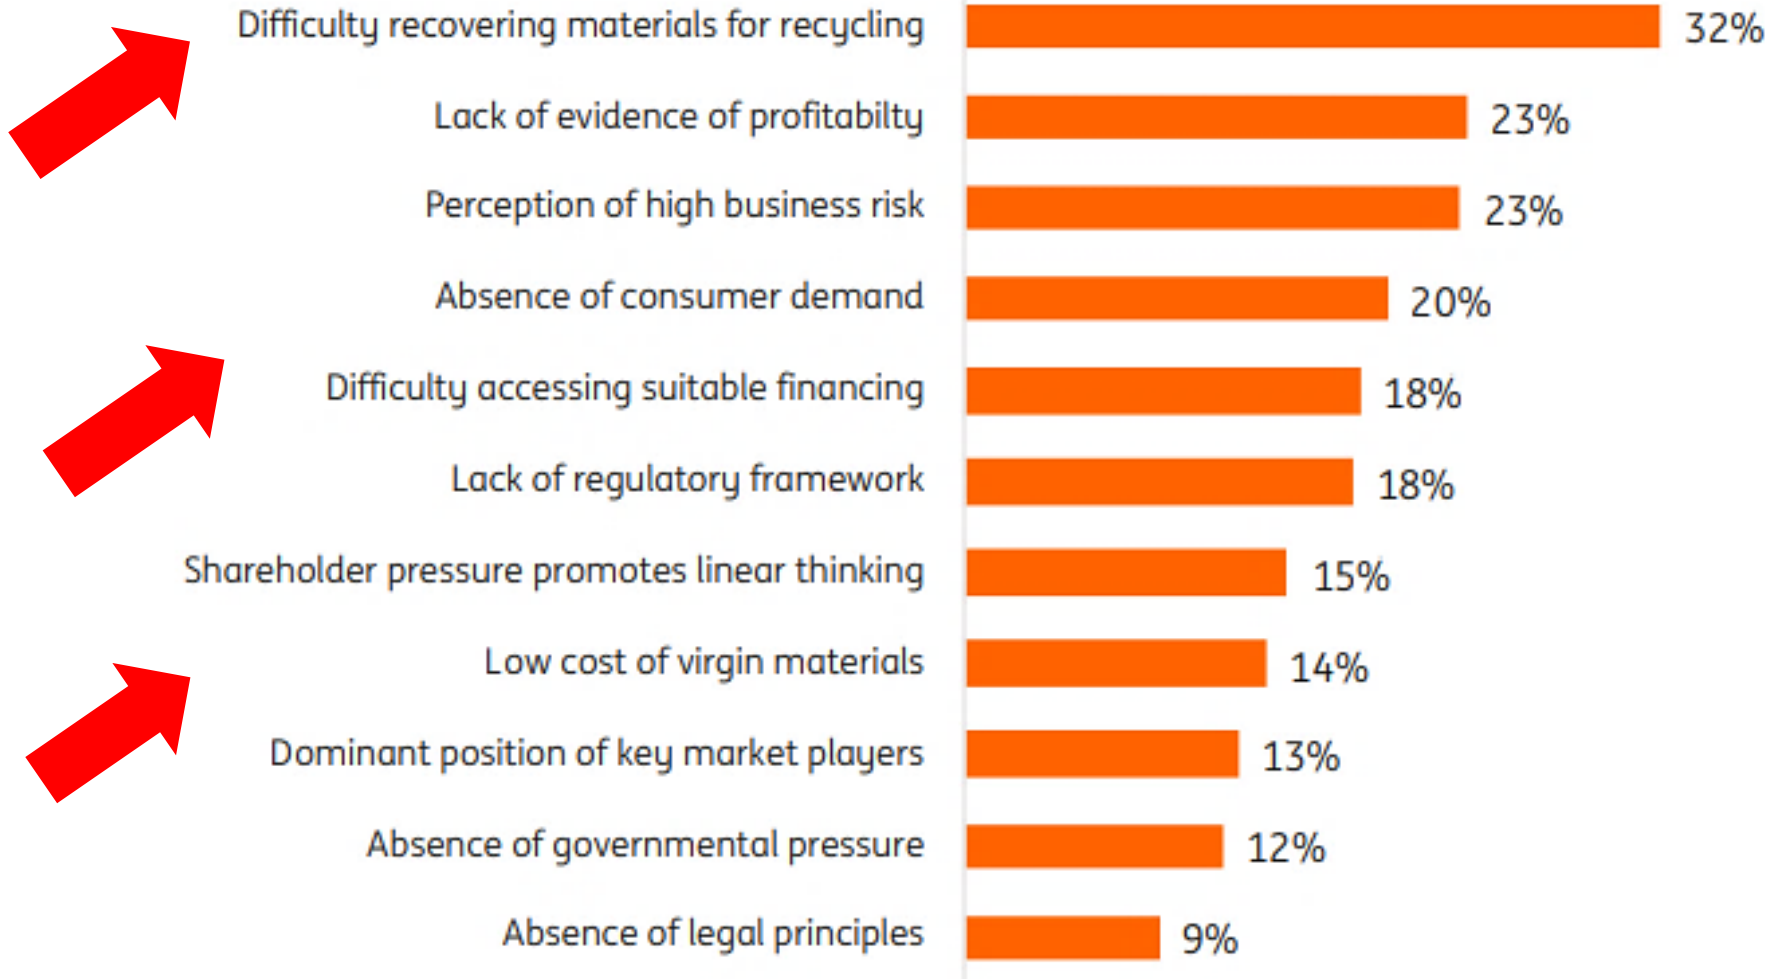 Difficulty recovering materials for recycling 32%
Lack of evidence of profitabilty 23%
Perception of high business risk 23%
Absence of consumer demand 20%
Difficulty accessing suitable financing 18%
Lack of regulatory framework 18%
Shareholder pressure promotes linear thinking 15%
Low cost of virgin materials 14%
Dominant position of key market players 13%
Absence of governmental pressure 12%
Absence of legal principles 9%